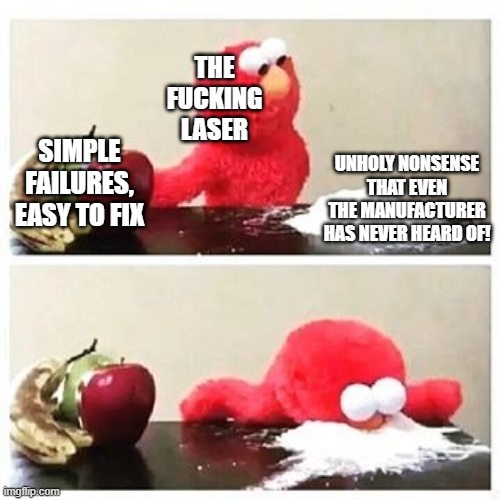 THE
FUCKING
LASER
SIMPLE
FAILURES,
EASY TO FIX
UNHOLY NONSENSE
THAT EVEN
THE MANUFACTURER
HAS NEVER HEARD OF!
imgflip.com